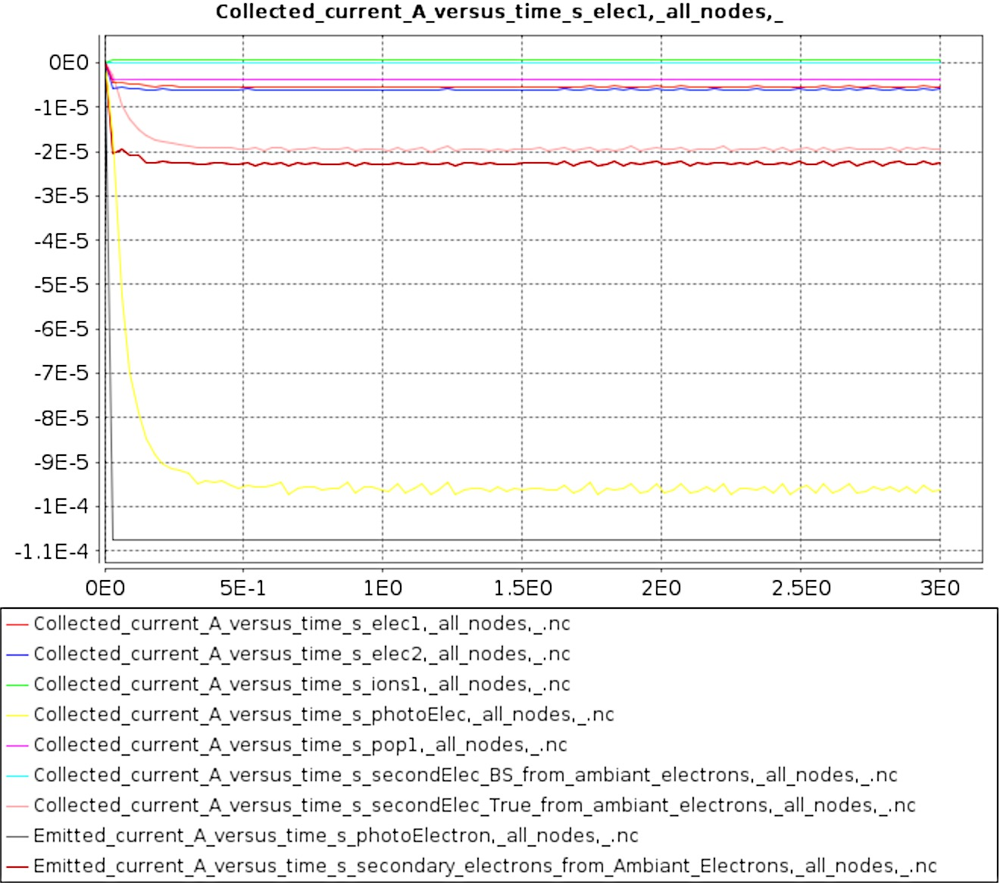 Collected_current_A_versus_time_s_elec1,_all_nodes,_
0E0
-1E-5
-2E-5
-3E-5
-4E-5
-5E-5
-6E-5
-7E-5
-8E-5
-9E-5
-1E-4
-1.1E-4
0E0 5E-1 1E0 1.5E0 2E0 2.5E0 3E0
Collected_current_A_versus_time_s_elec1,_all_nodes,_.nc
Collected_current_A_versus_time_s_elec2,_all_nodes,_.nc
Collected_current_A_versus_time_s_ions1,_all_nodes,_.nc
Collected_current_A_versus_time_s_photoElec,_all_nodes,_.nc
Collected_current_A_versus_time_s_pop1,_all_nodes,_.nc
Collected_current_A_versus_time_s_secondElec_BS_from_ambiant_electrons,_all_nodes,_.nc
Collected_current_A_versus_time_s_secondElec_True_from_ambiant_electrons,_all_nodes,_.nc
Emitted_current_A_versus_time_s_photoElectron,_all_nodes,_.nc
Emitted_current_A_versus_time_s_secondary_electrons_from_Ambiant_Electrons,_all_nodes,_.nc